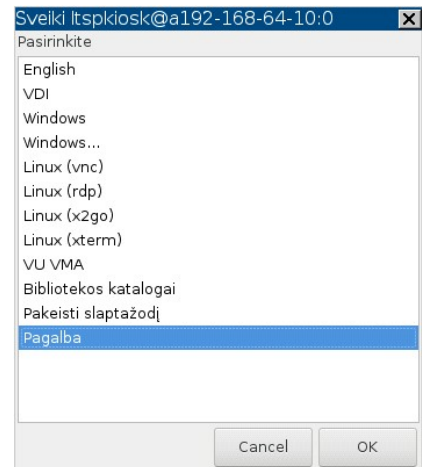 Sveiki ltspkiosk@a192-168-64-10:0
Pasirinkite
English
VDI
Windows
Windows...
Linux (vnc)
Linux (rdp)
Linux (x2go)
Linux (xterm)
VU VMA
Bibliotekos katalogai
Pakeisti slaptažodį
Pagalba
Cancel OK